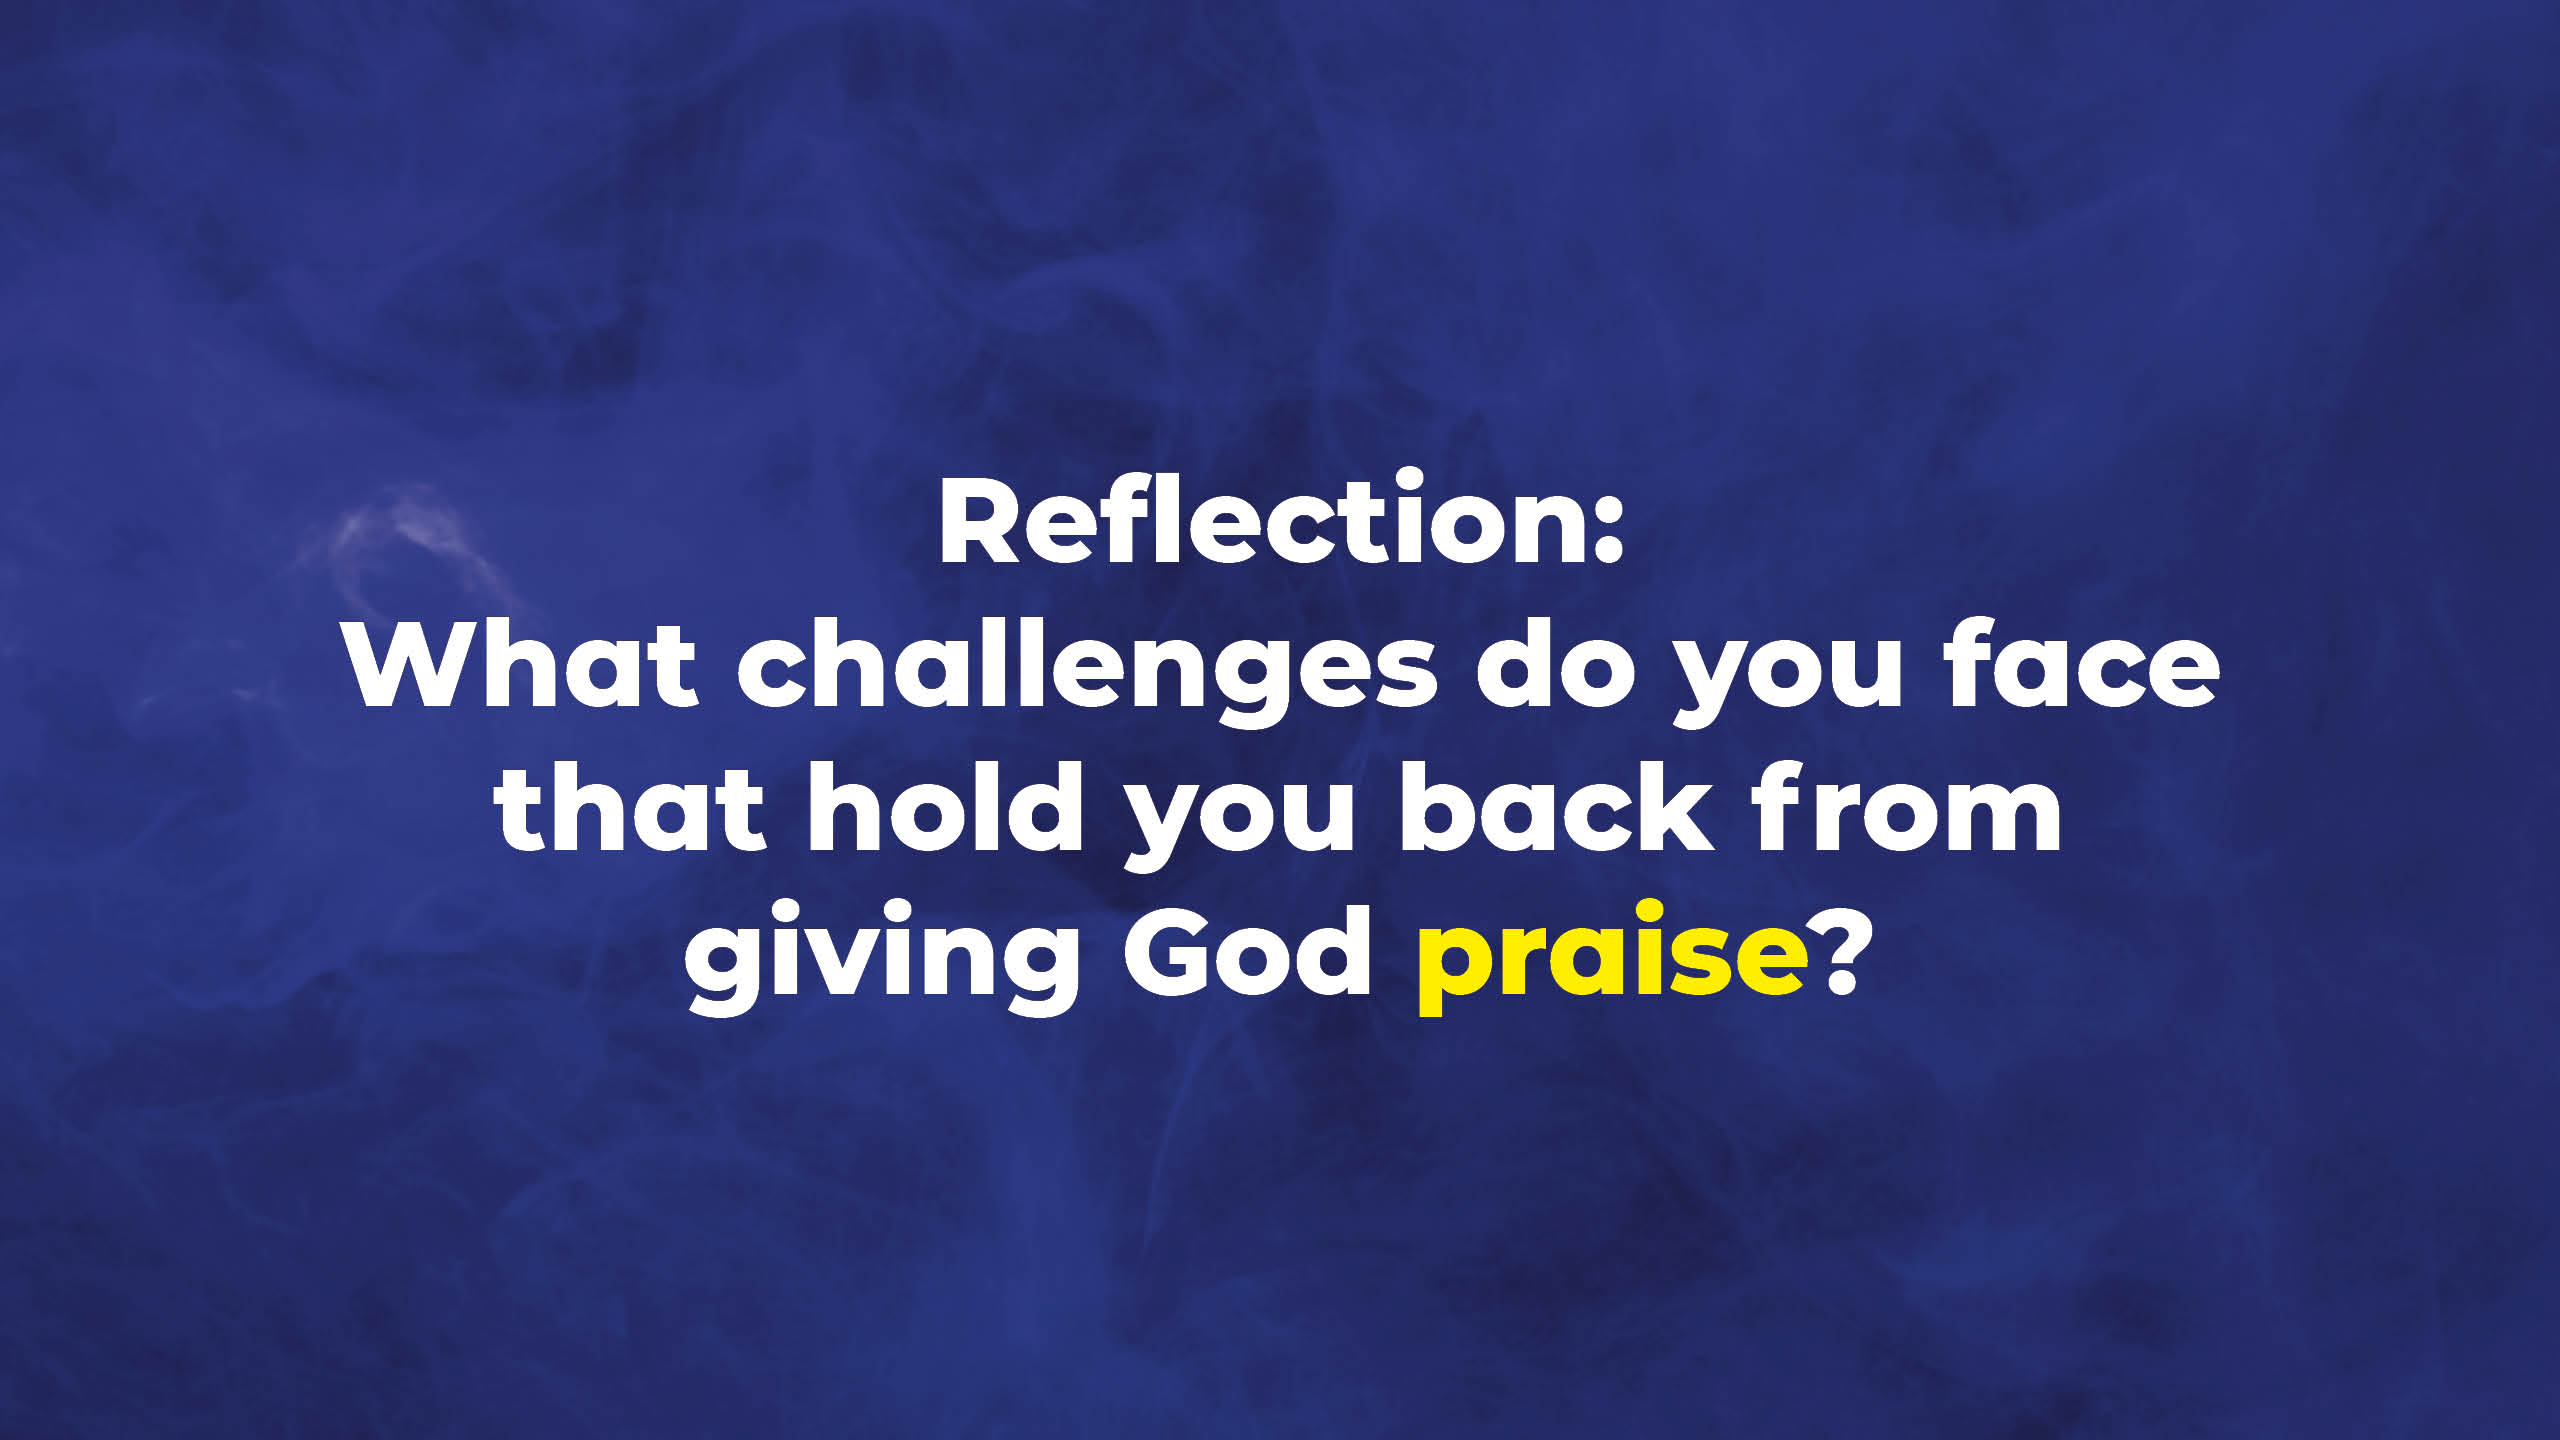 Reflection:
What challenges do you face
that hold you back from
giving God praise?